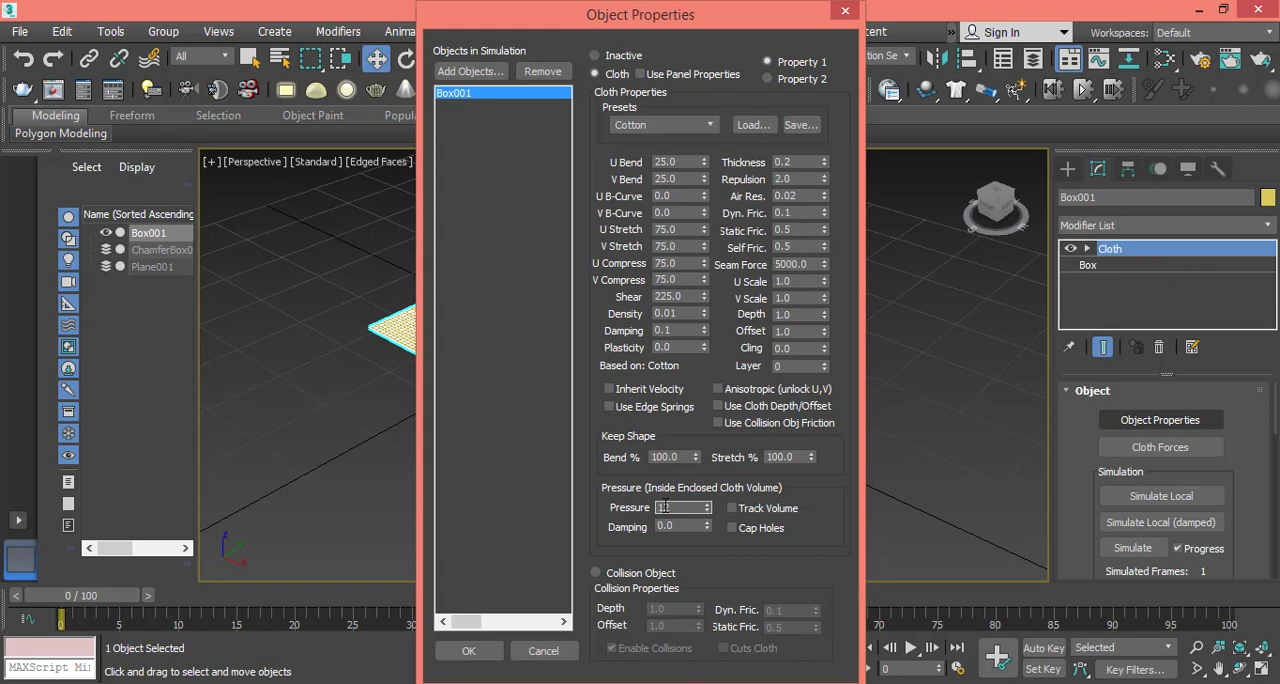 3
Object Properties
File Edit Tools Group Views Create Modifiers Anima
Sign In Workspaces: Default
All
Modeling Freeform Selection Object Paint Popul
Polygon Modeling
Select Display
Name (Sorted Ascending
Box001
ChamferBox0
Plane001
[+] [Perspective] [Standard] [Edged Faces]
Objects in Simulation
Add Objects... Remove
Box001
OK Cancel
Inactive
Cloth Use Panel Properties
Property 1
Property 2
Cloth Properties
Presets
Cotton Load... Save...
U Bend 25.0 Thickness 0.2
V Bend 25.0 Repulsion 2.0
U B-Curve 0.0 Air Res. 0.02
V B-Curve 0.0 Dyn. Fric. 0.1
U Stretch 75.0 Static Fric. 0.5
V Stretch 75.0 Self Fric. 0.5
U Compress 75.0 Seam Force 5000.0
V Compress 75.0 U Scale 1.0
Shear 225.0 V Scale 1.0
Density 0.01 Depth 1.0
Damping 0.1 Offset 1.0
Plasticity 0.0 Cling 0.0
Based on: Cotton Layer 0
Inherit Velocity Anisotropic (unlock U,V)
Use Edge Springs Use Cloth Depth/Offset
Use Collision Obj Friction
Keep Shape
Bend % 100.0 Stretch % 100.0
Pressure (Inside Enclosed Cloth Volume)
Pressure Track Volume
Damping 0.0 Cap Holes
Collision Object
Collision Properties
Depth 1.0 Dyn. Fric. 0.1
Offset 1.0 Static Fric. 0.5
Enable Collisions Cuts Cloth
Box001
Modifier List
Cloth
Box
Object
Object Properties
Cloth Forces
Simulation
Simulate Local
Simulate Local (damped)
Simulate Progress
Simulated Frames: 1
< 0 / 100 >
0 5 10 15 20 25 30
70 75 80 85 90 95 100
MAXScript Mi
1 Object Selected
Click and drag to select and move objects
0
Auto Key Selected
Set Key Key Filters...